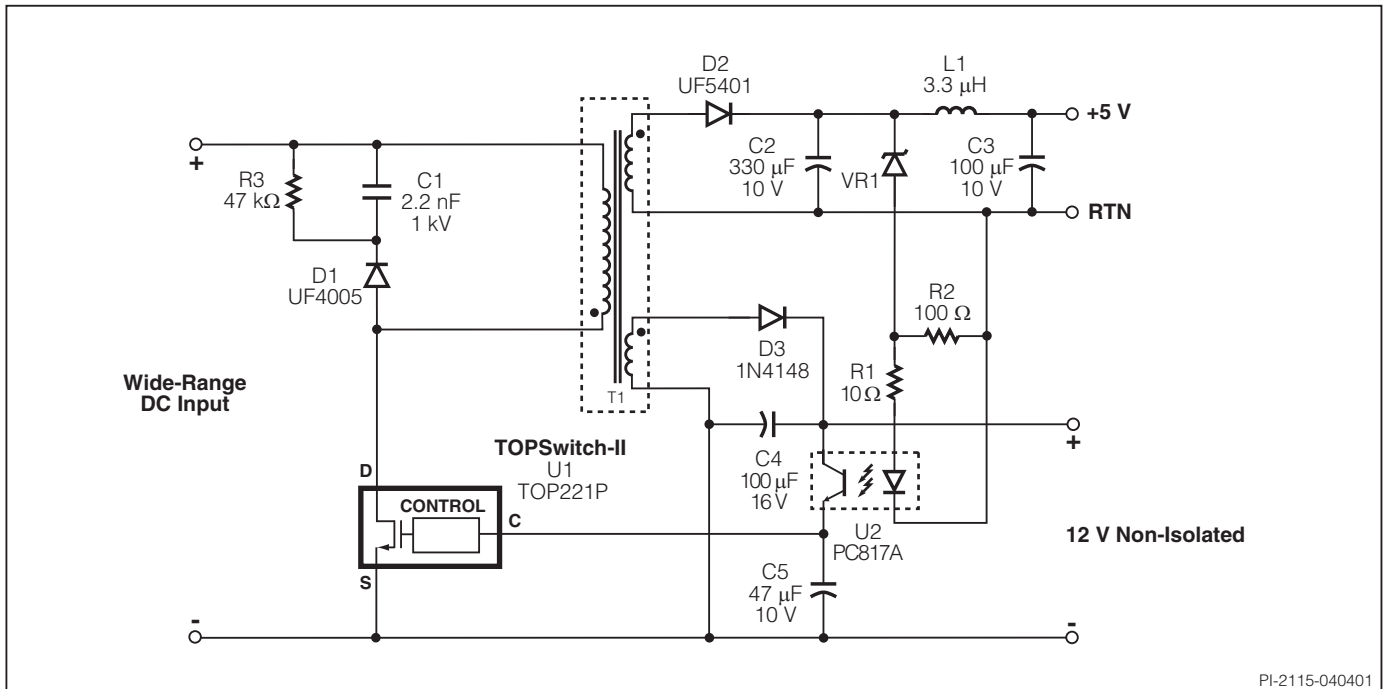 D2
UF5401
L1
3.3 µH
+5 V
+
R3
47 kΩ
C1
2.2 nF
1 kV
C2
330 µF
10 V
VR1
C3
100 µF
10 V
RTN
D1
UF4005
R2
100 Ω
D3
1N4148
R1
10Ω
Wide-Range
DC Input
T1
+
TOPSwitch-II
U1
TOP221P
D
CONTROL
C
S
C4
100 µF
16 V
U2
PC817A
12 V Non-Isolated
C5
47 µF
10 V
-
-
PI-2115-040401